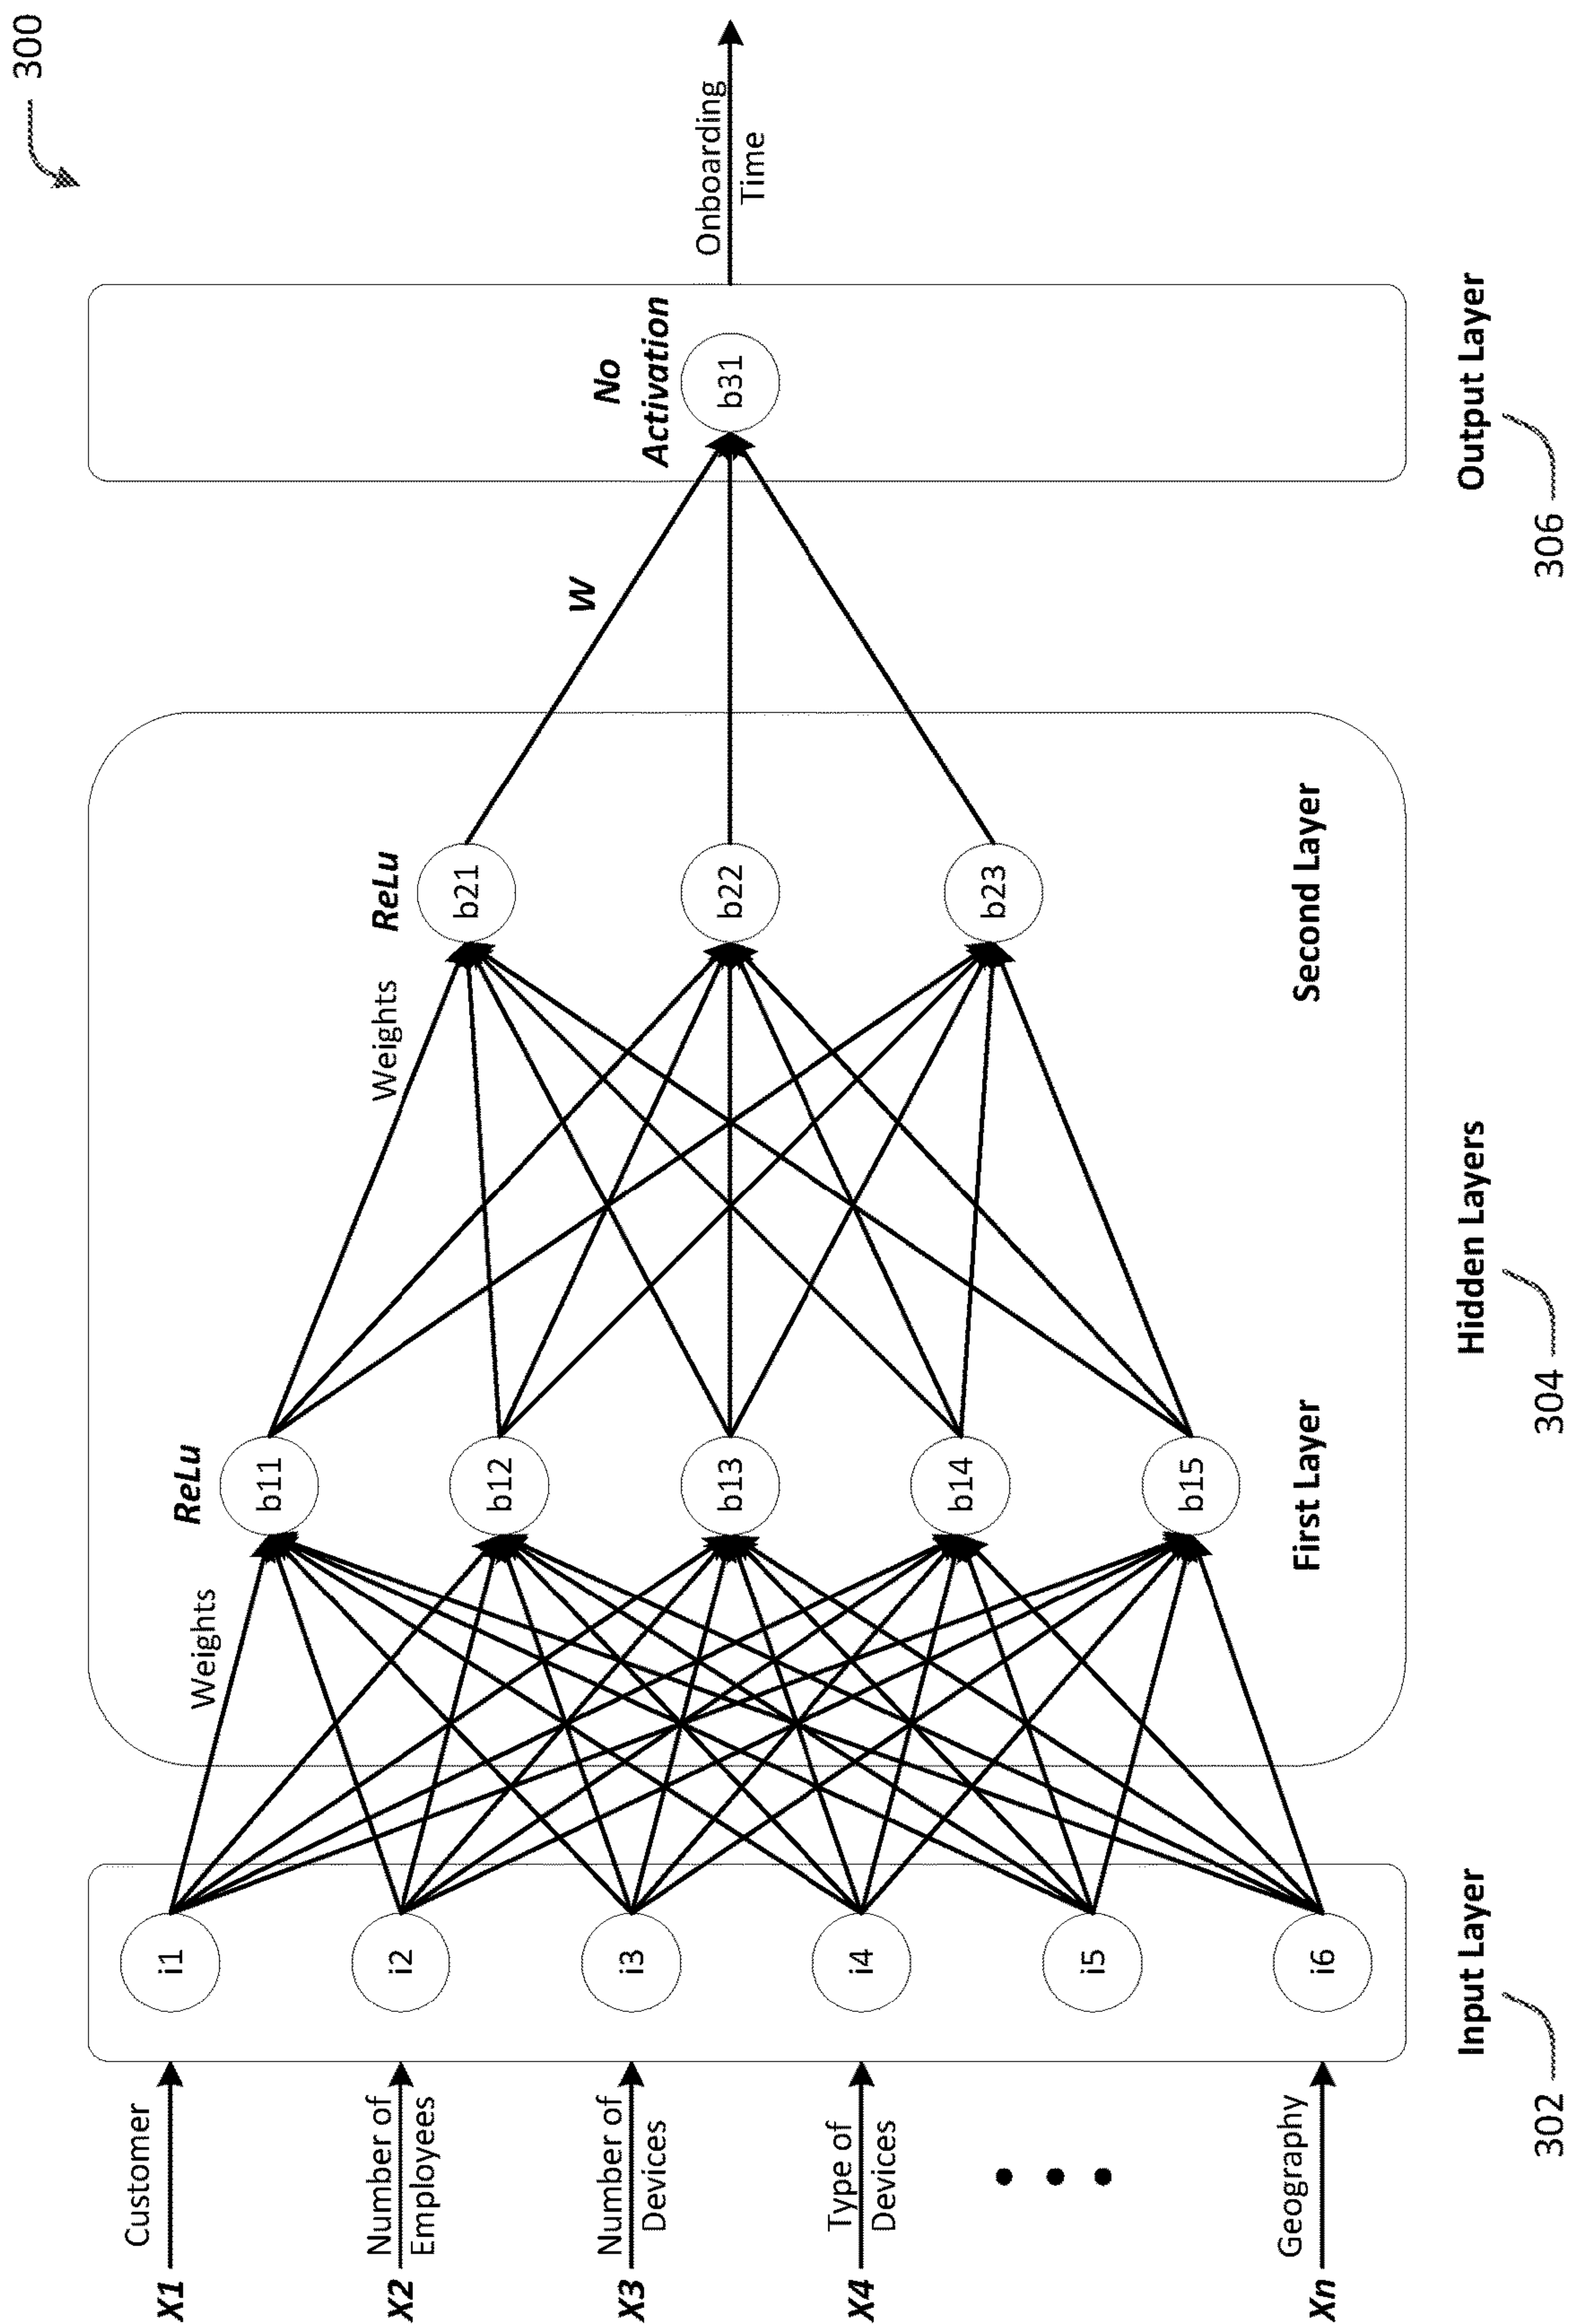 300
X1
Customer
X2
Number of
Employees
X3
Number of
Devices
X4
Type of
Devices
Xn
Geography
i1
i2
i3
i4
i5
i6
Input Layer
302
Weights
ReLu
b11
b12
b13
b14
b15
First Layer
Weights
ReLu
b21
b22
b23
Second Layer
Hidden Layers
304
W
No
Activation
b31
Output Layer
306
Onboarding
Time